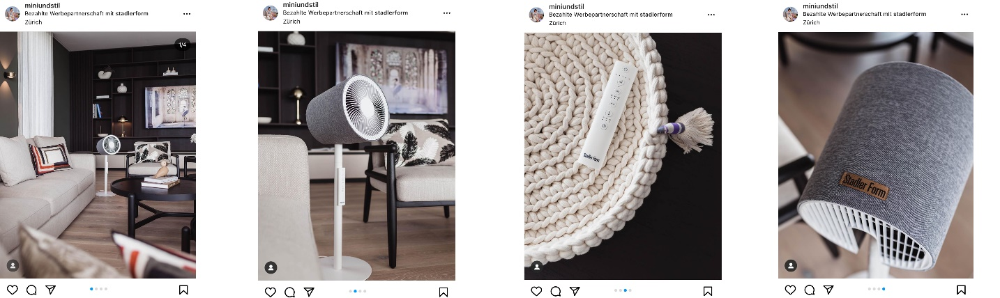 miniundstil
Bezahlte Werbepartnerschaft mit stadlerform
Zürich
1/4
miniundstil
Bezahlte Werbepartnerschaft mit stadlerform
Zürich
miniundstil
Bezahlte Werbepartnerschaft mit stadlerform
Zürich
Stadler Form
miniundstil
Bezahlte Werbepartnerschaft mit stadlerform
Zürich
Stadler Form